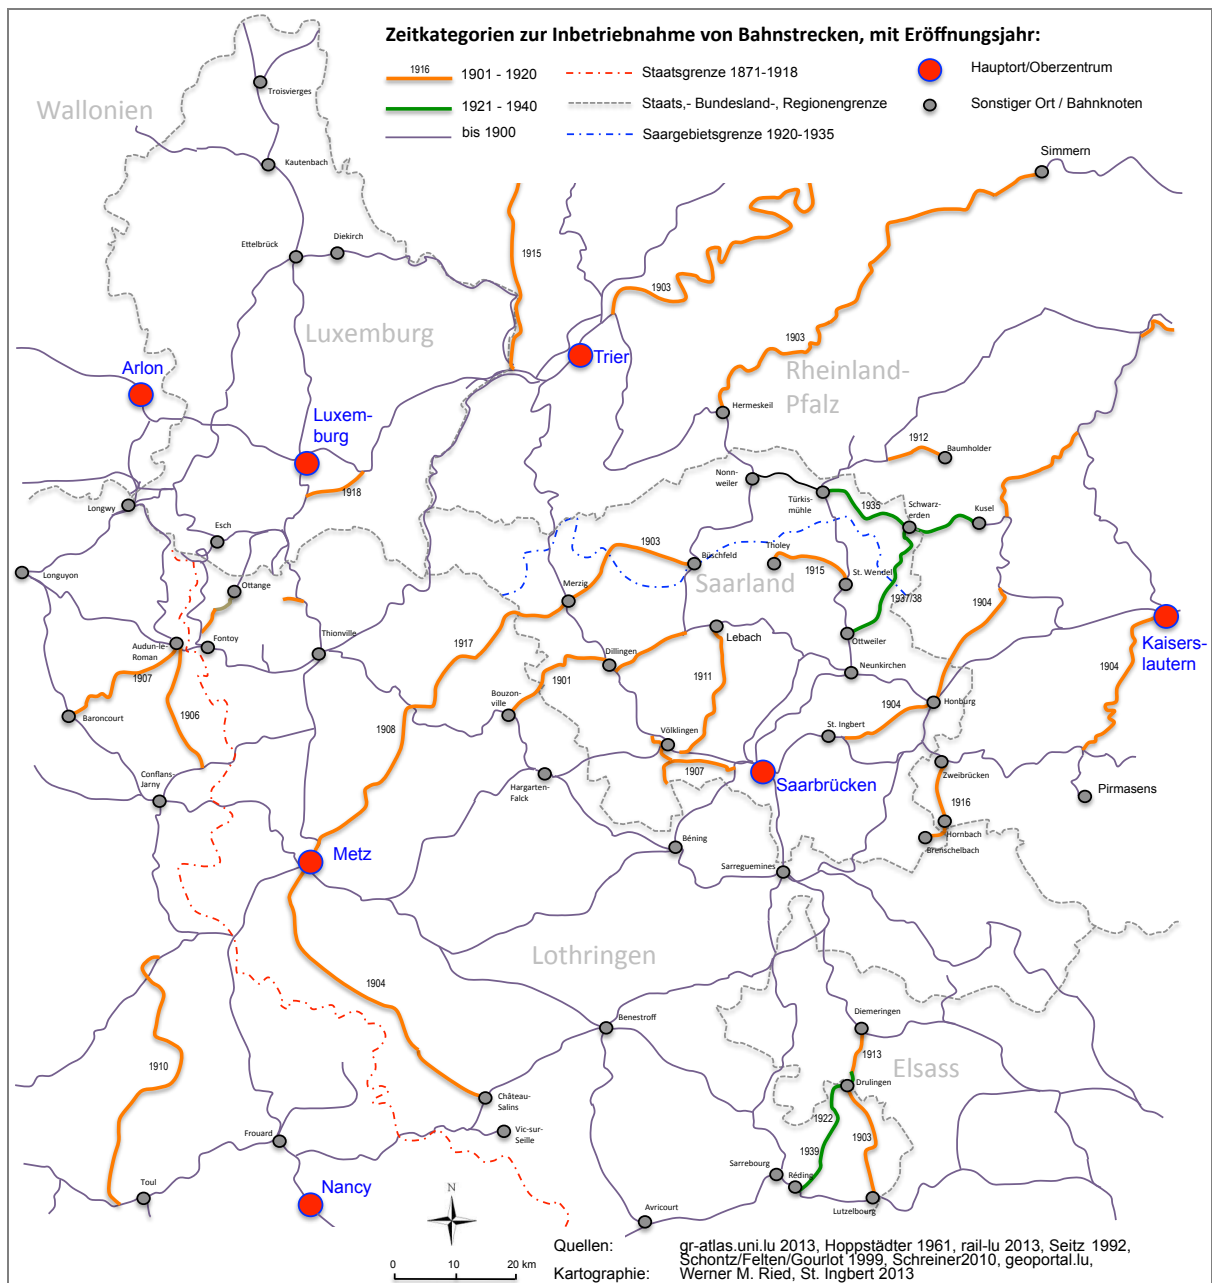 Zeitkategorien zur Inbetriebnahme von Bahnstrecken, mit Eröffnungsjahr:
1916
1901 - 1920
1921 - 1940
bis 1900
Staatsgrenze 1871-1918
Staats,- Bundesland-, Regionengrenze
Saargebietsgrenze 1920-1935
Hauptort/Oberzentrum
Sonstiger Ort / Bahnknoten
Wallonien
Troisvierges
Kautenbach
Simmern
Ettelbrück
Diekirch
1915
1903
Luxemburg
1903
Trier
Arlon
Rheinland-
Pfalz
Luxem-
burg
Hermeskeil
1912
Baumholder
1918
Nonn-
weiler
Türkis-
mühle
1935
Schwarz-
erden
Kusel
Longwy
Esch
1903
Büschfeld
Tholey
Saarland
1915
St. Wendel
Longuyon
Ottange
Merzig
1937/38
1904
Kaisers-
lautern
Audun-le-
Roman
Fontoy
Thionville
1917
Lebach
Ottweiler
Dillingen
1907
1901
1911
Neunkirchen
1904
Baroncourt
1906
Bouzon-
ville
1904
Honburg
1908
Völklingen
St. Ingbert
Conflans-
Jarny
Hargarten-
Falck
1907
Saarbrücken
Zweibrücken
Pirmasens
1916
Hornbach
Brenschelbach
Metz
Béning
Sarreguemines
Lothringen
1904
Benestroff
Diemeringen
1910
1913
Elsass
Drulingen
Château-
Salins
1922
Vic-sur-
Seille
1903
Frouard
1939
Sarrebourg
Réding
Toul
Nancy
N
Avricourt
Lutzelbourg
0 10 20 km
Quellen: gr-atlas.uni.lu 2013, Hoppstädter 1961, rail-lu 2013, Seitz 1992,
Schontz/Felten/Gourlot 1999, Schreiner2010, geoportal.lu,
Kartographie: Werner M. Ried, St. Ingbert 2013